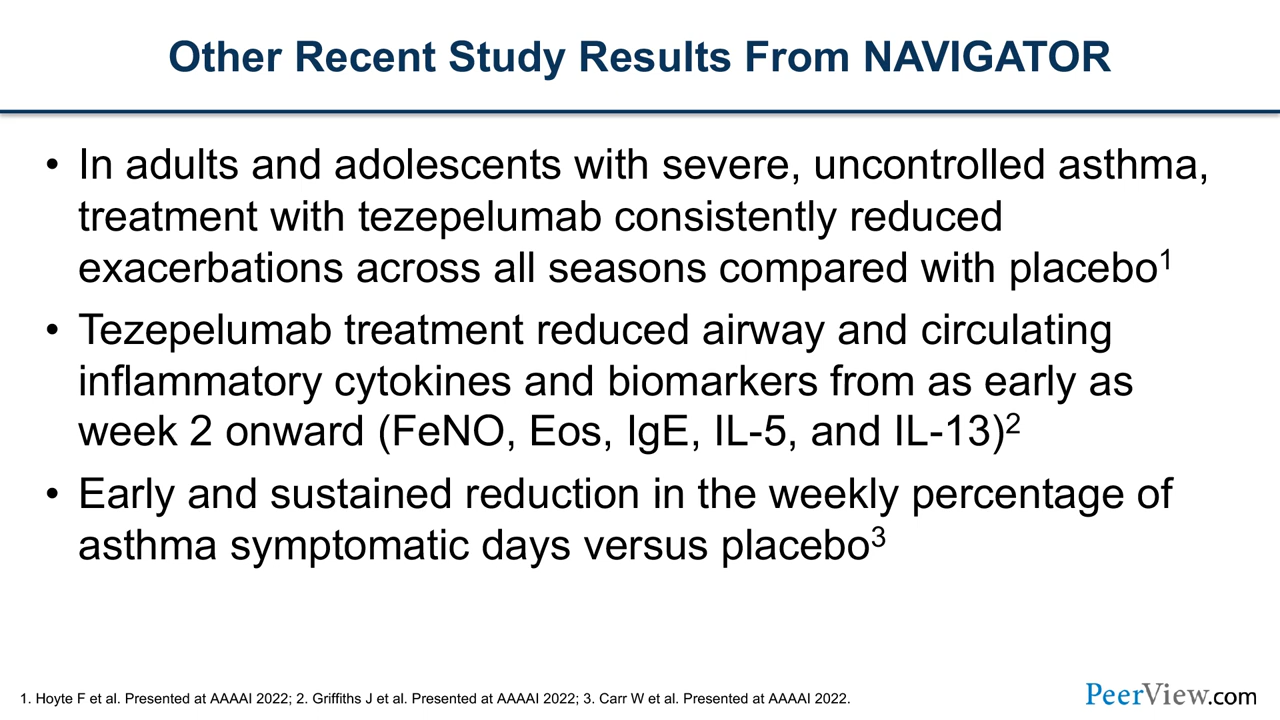 Other Recent Study Results From NAVIGATOR
• In adults and adolescents with severe, uncontrolled asthma,
treatment with tezepelumab consistently reduced
exacerbations across all seasons compared with placebo¹
• Tezepelumab treatment reduced airway and circulating
inflammatory cytokines and biomarkers from as early as
week 2 onward (FeNO, Eos, IgE, IL-5, and IL-13)²
• Early and sustained reduction in the weekly percentage of
asthma symptomatic days versus placebo³
1. Hoyte F et al. Presented at AAAAI 2022; 2. Griffiths J et al. Presented at AAAAI 2022; 3. Carr W et al. Presented at AAAAI 2022.
PeerView.com